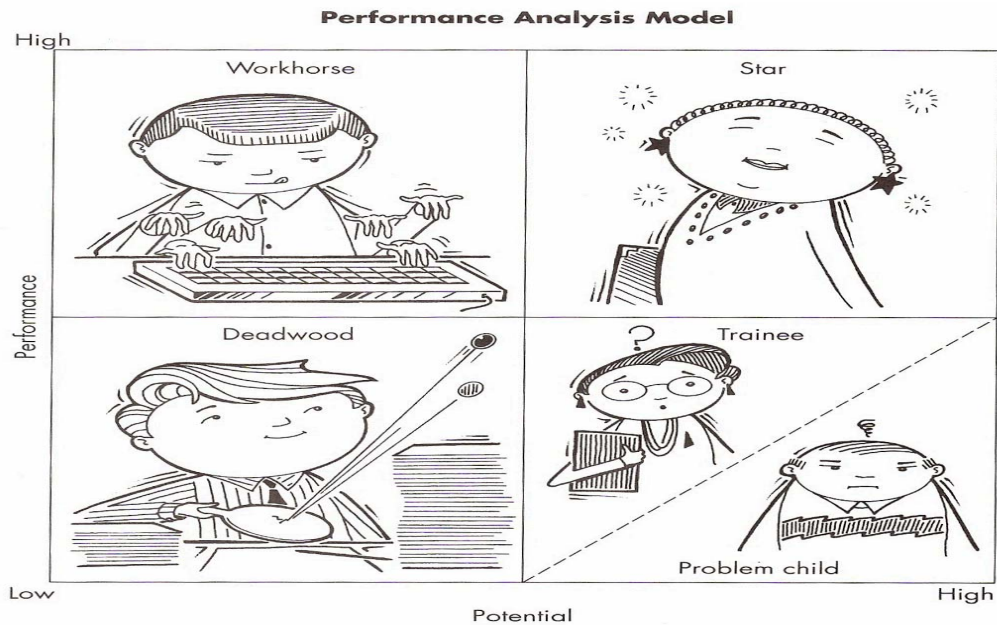 Performance Analysis Model
High
Workhorse
Star
Performance
Deadwood
?
Trainee
Problem child
Low
High
Potential